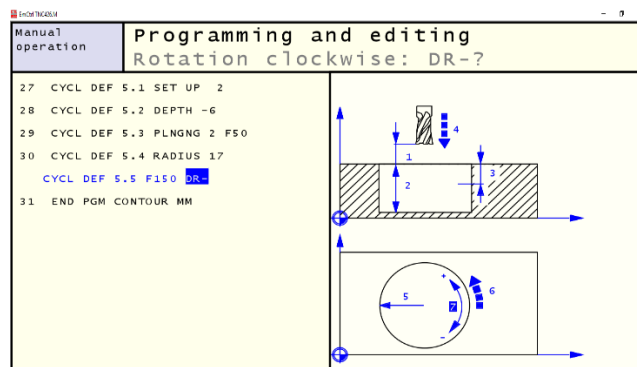 EmCo TNC426M
Manual
operation
Programming and editing
Rotation clockwise: DR-?
27 CYCL DEF 5.1 SET UP 2
28 CYCL DEF 5.2 DEPTH -6
29 CYCL DEF 5.3 PLNGNG 2 F50
30 CYCL DEF 5.4 RADIUS 17
CYCL DEF 5.5 F150 DR-
31 END PGM CONTOUR MM
4
1
3
2
+
6
5
7
-